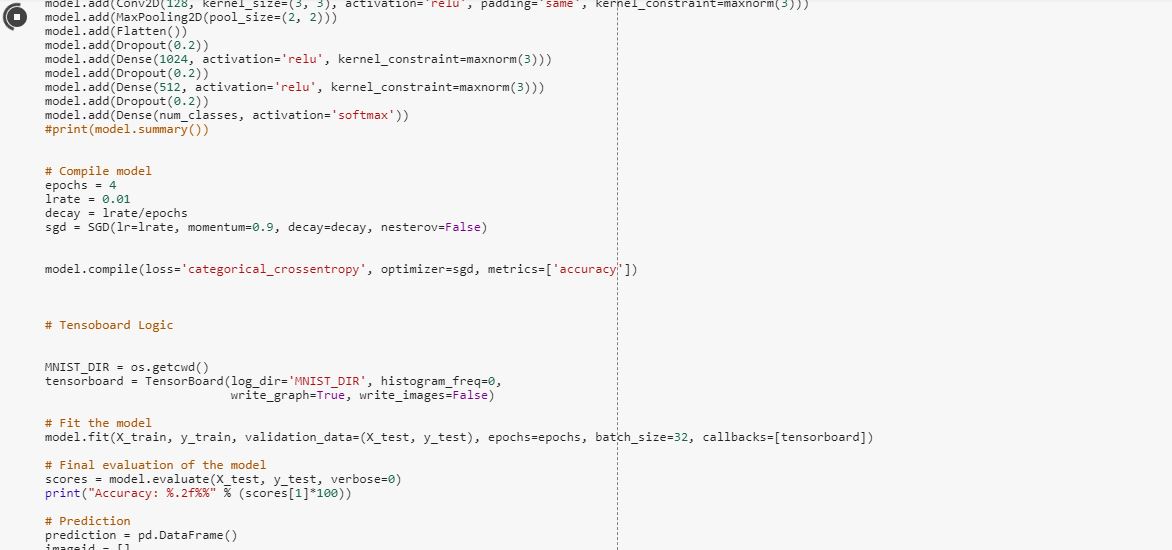 model.add(Conv2D(128, kernel_size=(3, 3), activation='relu', padding='same', kernel_constraint=maxnorm(3)))
model.add(MaxPooling2D(pool_size=(2, 2)))
model.add(Flatten())
model.add(Dropout(0.2))
model.add(Dense(1024, activation='relu', kernel_constraint=maxnorm(3)))
model.add(Dropout(0.2))
model.add(Dense(512, activation='relu', kernel_constraint=maxnorm(3)))
model.add(Dropout(0.2))
model.add(Dense(num_classes, activation='softmax'))
#print(model.summary())
# Compile model
epochs = 4
lrate = 0.01
decay = lrate/epochs
sgd = SGD(lr=lrate, momentum=0.9, decay=decay, nesterov=False)
model.compile(loss='categorical_crossentropy', optimizer=sgd, metrics=['accuracy'])
# Tensoboard Logic
MNIST_DIR = os.getcwd()
tensorboard = TensorBoard(log_dir='MNIST_DIR', histogram_freq=0,
write_graph=True, write_images=False)
# Fit the model
model.fit(X_train, y_train, validation_data=(X_test, y_test), epochs=epochs, batch_size=32, callbacks=[tensorboard])
# Final evaluation of the model
scores = model.evaluate(X_test, y_test, verbose=0)
print("Accuracy: %.2f%%" % (scores[1]*100))
# Prediction
prediction = pd.DataFrame()
imageid = []